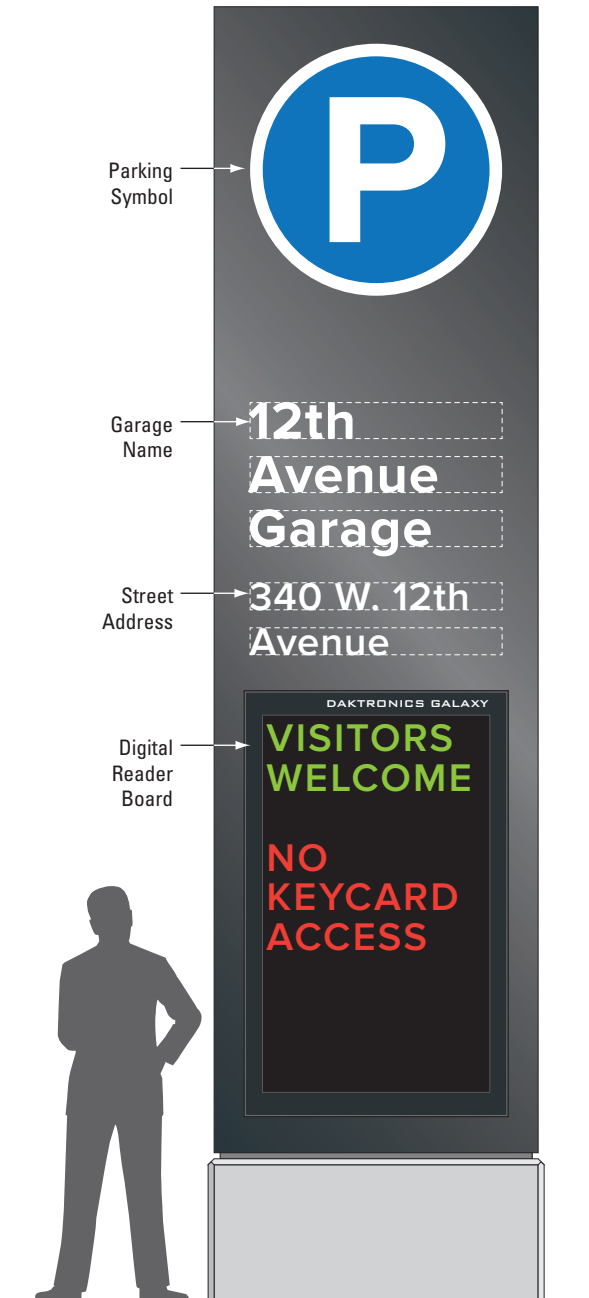 P
Parking
Symbol
Garage
Name
12th
Avenue
Garage
Street
Address
340 W. 12th
Avenue
DAKTRONICS GALAXY
Digital
Reader
Board
VISITORS
WELCOME
NO
KEYCARD
ACCESS